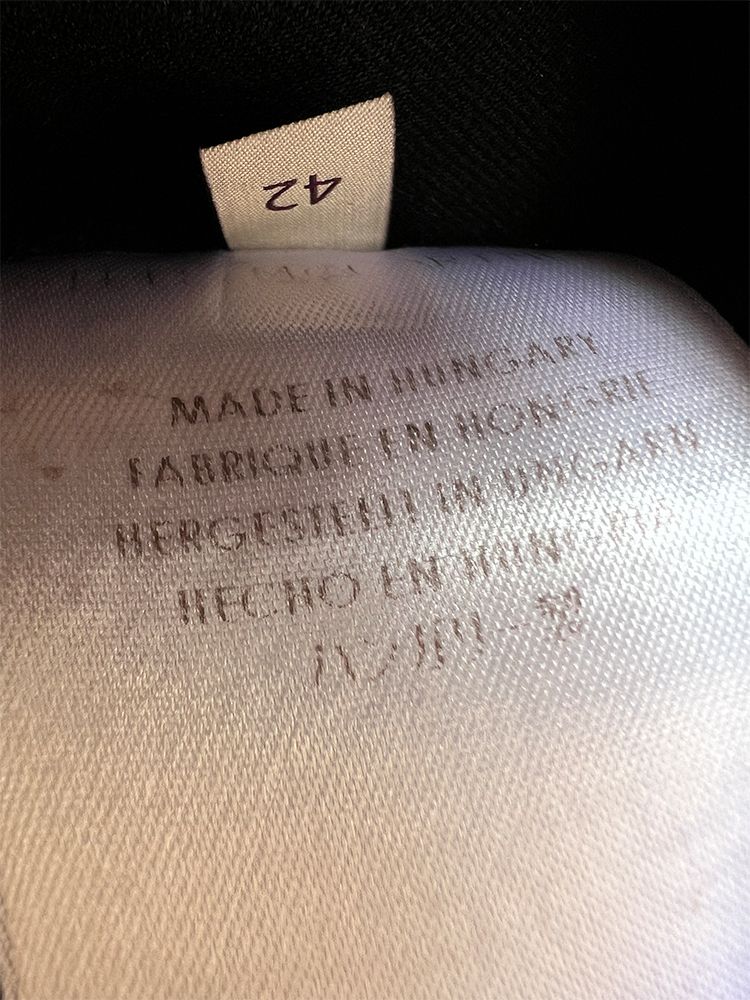 42
MADE IN HUNGARY
FABRIQUE EN HONGRIE
HERGESTELLT IN UNGARN
HECHO EN HUNGRIA